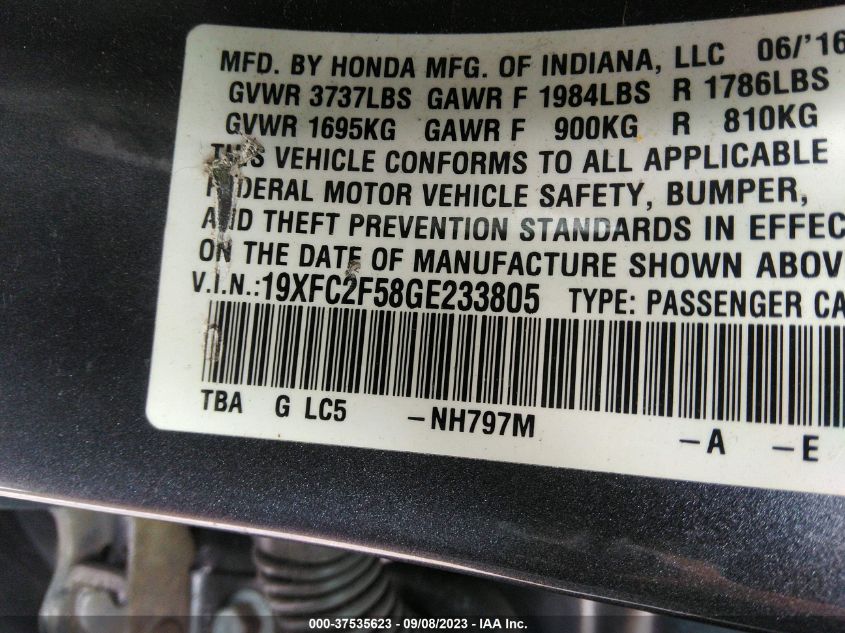 MFD. BY HONDA MFG. OF INDIANA, LLC 06/'16
GVWR 3737LBS GAWR F 1984LBS R 1786LBS
GVWR 1695KG GAWR F 900KG R 810KG
THIS VEHICLE CONFORMS TO ALL APPLICABLE
FEDERAL MOTOR VEHICLE SAFETY, BUMPER,
AND THEFT PREVENTION STANDARDS IN EFFEC
ON THE DATE OF MANUFACTURE SHOWN ABOV
V.I.N.:19XFC2F58GE233805 TYPE: PASSENGER CA
TBA G LC5 -NH797M -A -E
000-37535623 - 09/08/2023 - IAA Inc.